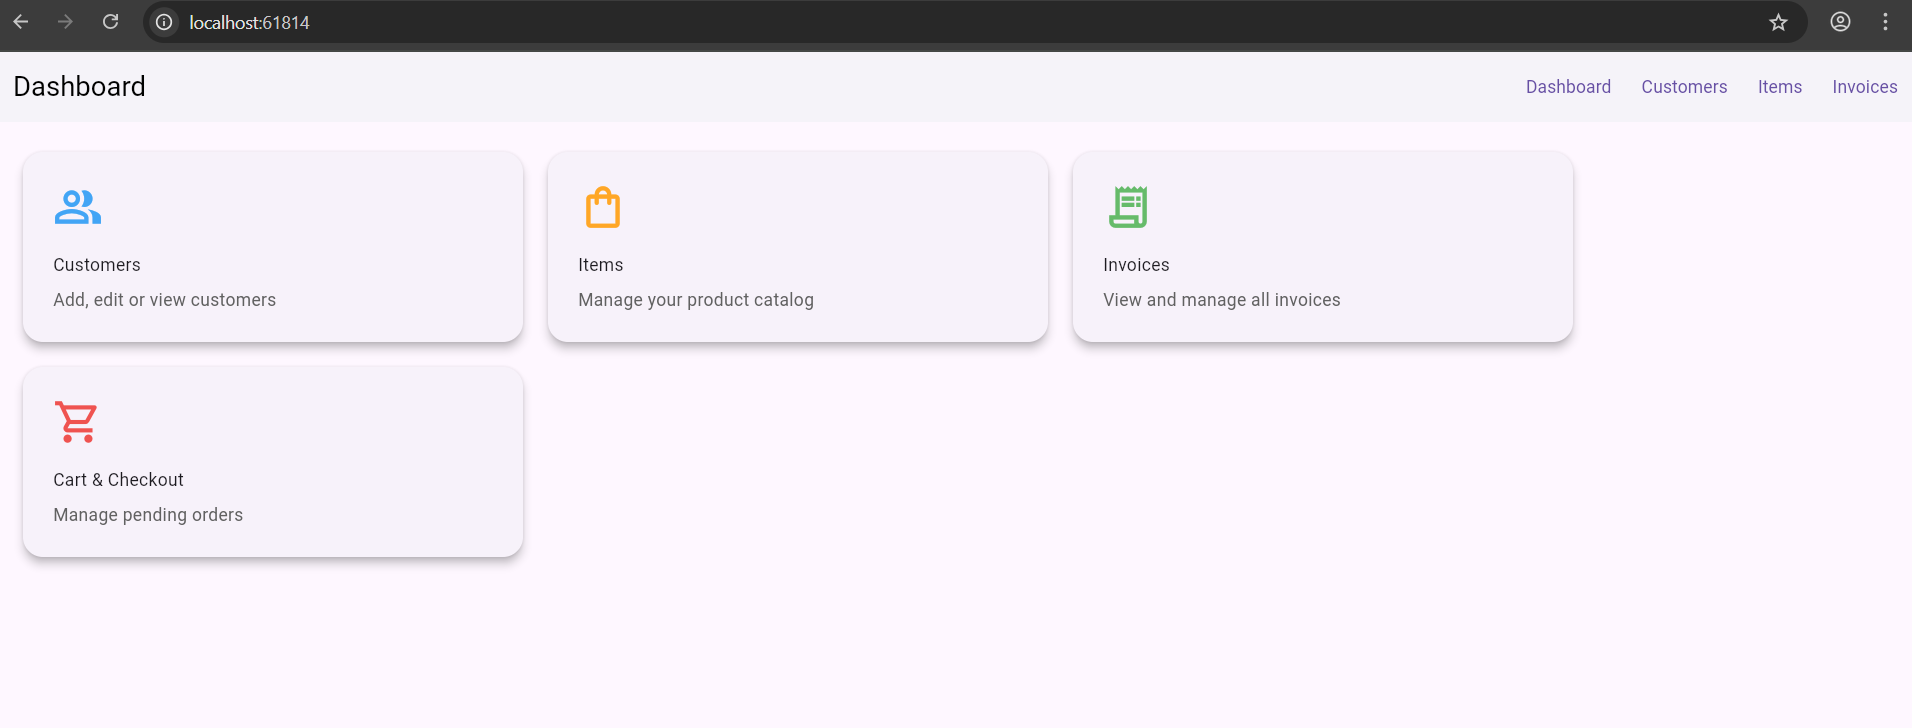 localhost:61814
Dashboard
Dashboard Customers Items Invoices
Customers
Add, edit or view customers
Items
Manage your product catalog
Invoices
View and manage all invoices
Cart & Checkout
Manage pending orders